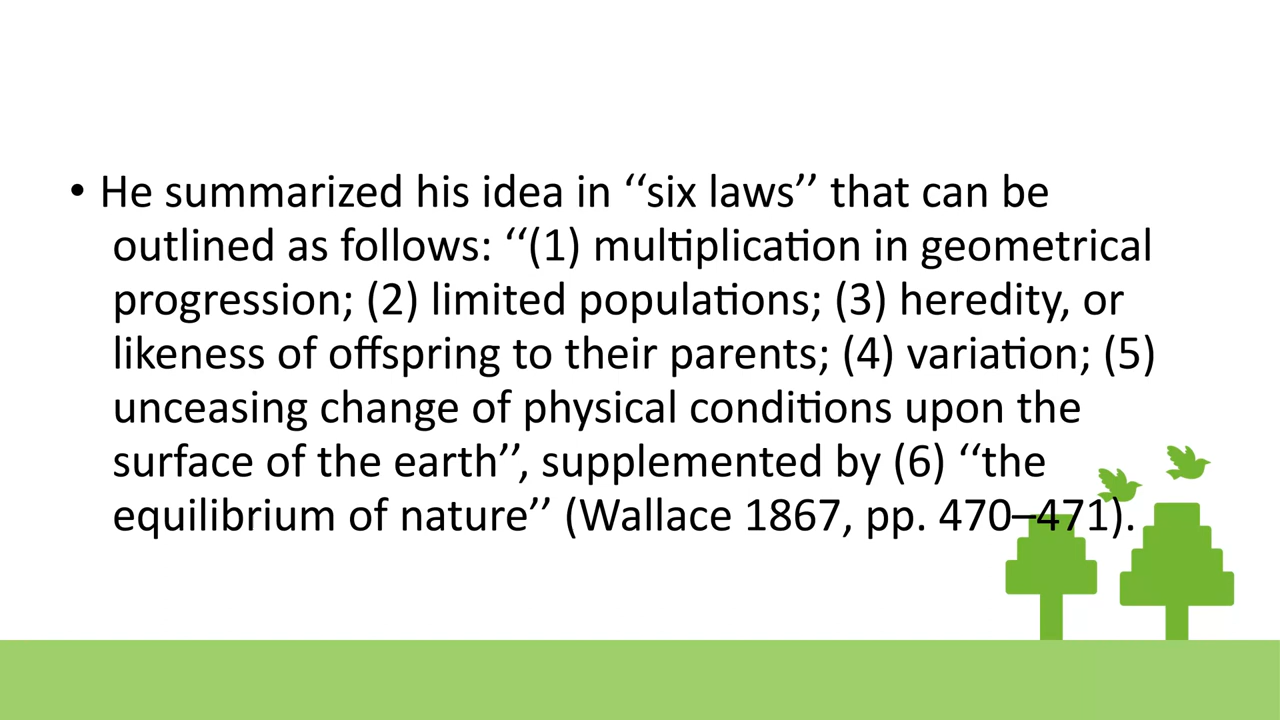 • He summarized his idea in ‘‘six laws’’ that can be
outlined as follows: ‘‘(1) multiplication in geometrical
progression; (2) limited populations; (3) heredity, or
likeness of offspring to their parents; (4) variation; (5)
unceasing change of physical conditions upon the
surface of the earth’’, supplemented by (6) ‘‘the
equilibrium of nature’’ (Wallace 1867, pp. 470–471).